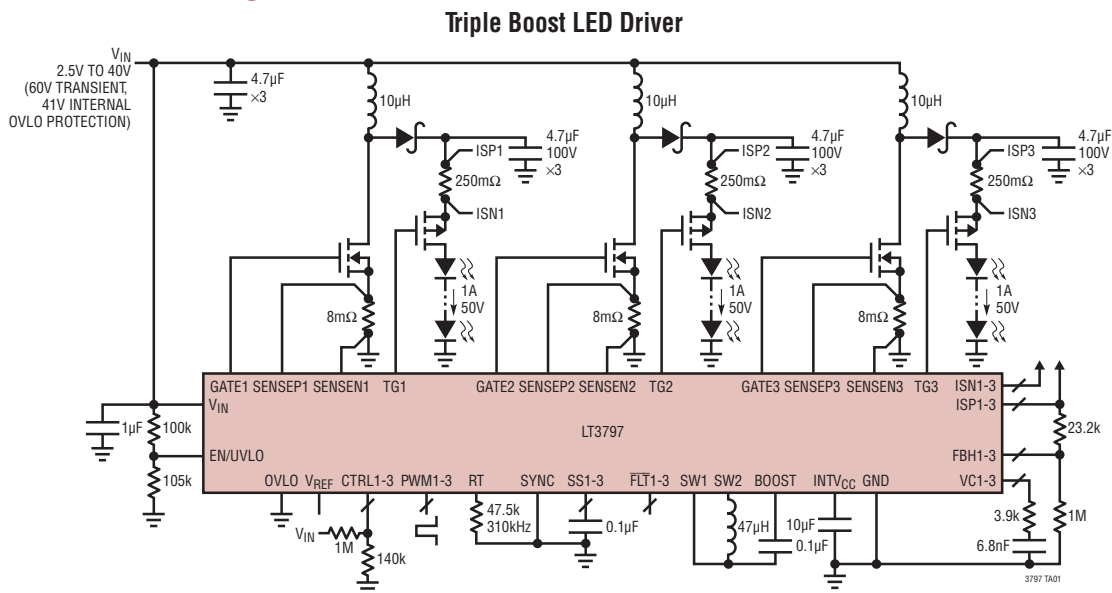 Triple Boost LED Driver
VIN
2.5V TO 40V
(60V TRANSIENT,
41V INTERNAL
OVLO PROTECTION)
4.7µF
×3
10µH
ISP1
250mΩ
ISN1
4.7µF
100V
×3
1A
50V
8mΩ
10µH
ISP2
250mΩ
ISN2
4.7µF
100V
×3
1A
50V
8mΩ
10µH
ISP3
250mΩ
ISN3
4.7µF
100V
×3
1A
50V
8mΩ
GATE1 SENSEP1 SENSEN1 TG1 GATE2 SENSEP2 SENSEN2 TG2 GATE3 SENSEP3 SENSEN3 TG3 ISN1-3
VIN
ISP1-3
1µF
100k
LT3797
23.2k
EN/UVLO
FBH1-3
105k
OVLO VREF CTRL1-3 PWM1-3 RT SYNC SS1-3 FLT1-3 SW1 SW2 BOOST INTVCC GND
VC1-3
VIN
1M
140k
47.5k
310kHz
0.1µF
47µH
0.1µF
10µF
3.9k
1M
6.8nF
3797 TA01